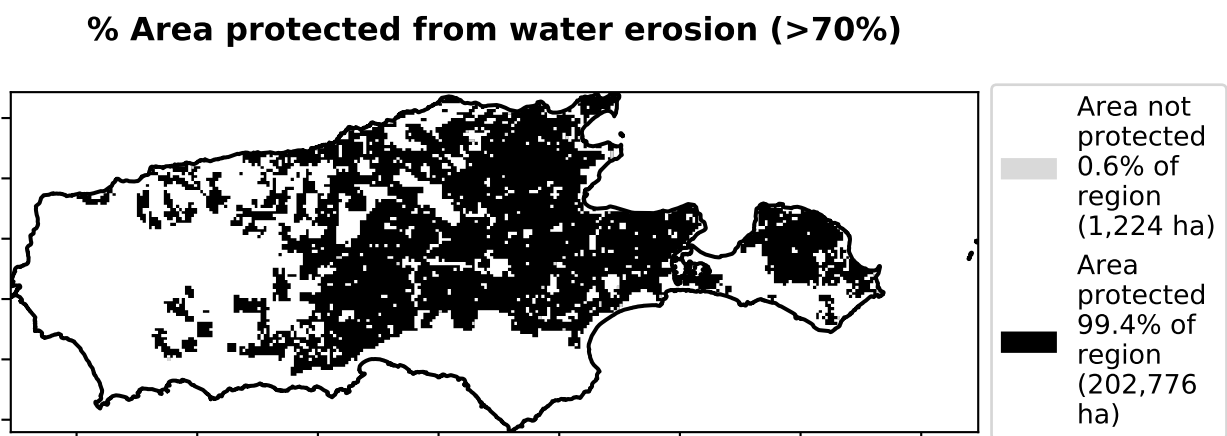 % Area protected from water erosion (>70%)
Area not
protected
0.6% of
region
(1,224 ha)
Area
protected
99.4% of
region
(202,776
ha)